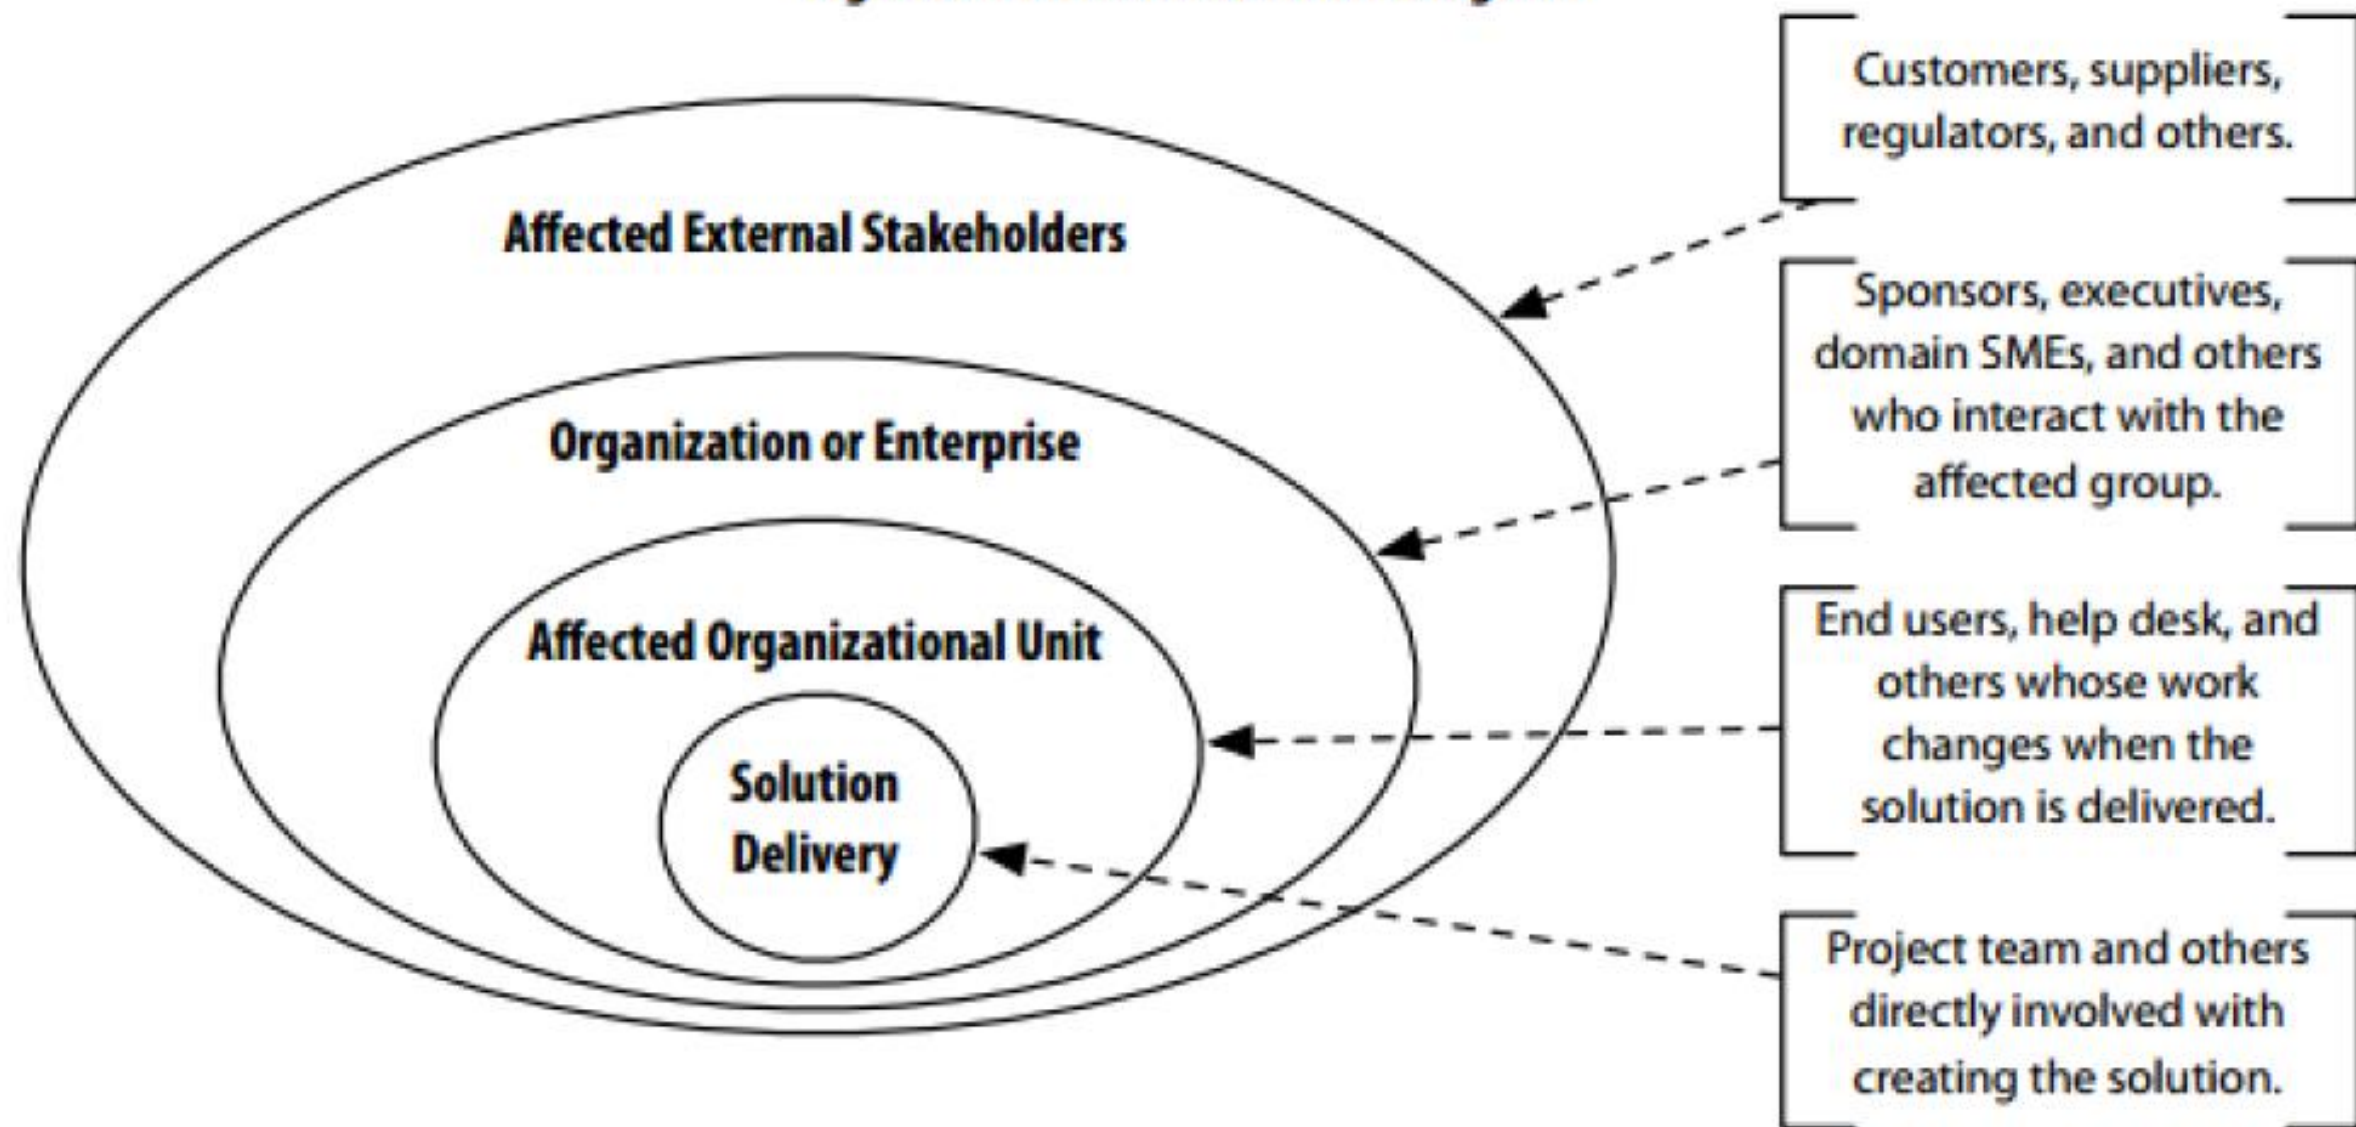 Affected External Stakeholders
Organization or Enterprise
Affected Organizational Unit
Solution
Delivery
Customers, suppliers,
regulators, and others.
Sponsors, executives,
domain SMEs, and others
who interact with the
affected group.
End users, help desk, and
others whose work
changes when the
solution is delivered.
Project team and others
directly involved with
creating the solution.